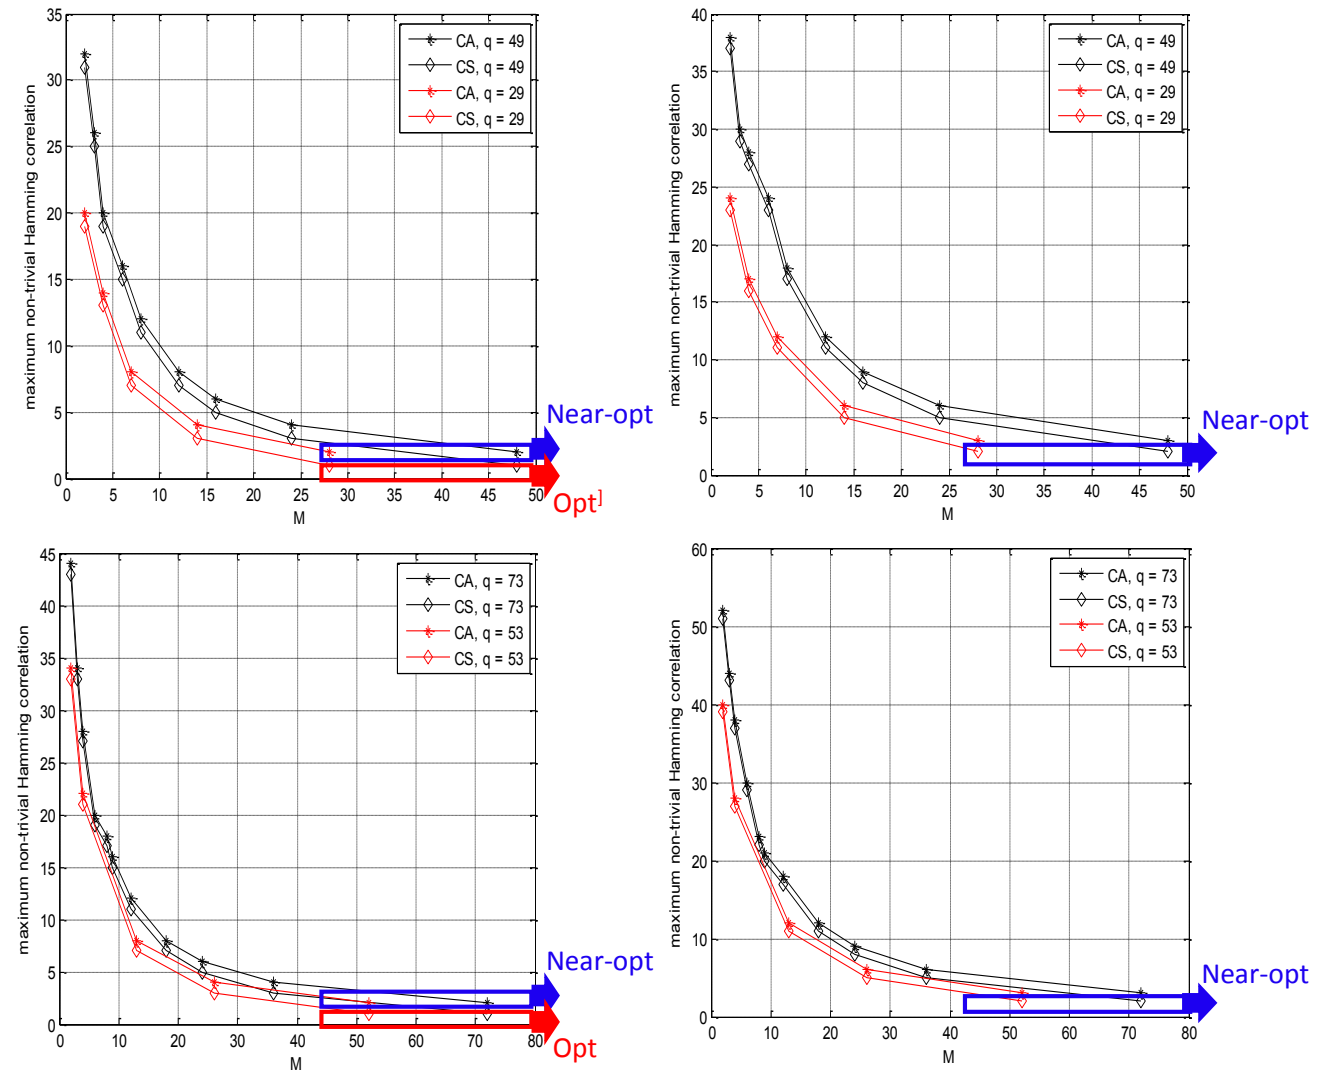 35
30
25
20
15
10
5
0
maximum non-trivial Hamming correlation
0 5 10 15 20 25 30 35 40 45 50
M
CA, q = 49
CS, q = 49
CA, q = 29
CS, q = 29
Near-opt
Opt]
40
35
30
25
20
15
10
5
0
maximum non-trivial Hamming correlation
0 5 10 15 20 25 30 35 40 45 50
M
CA, q = 49
CS, q = 49
CA, q = 29
CS, q = 29
Near-opt
45
40
35
30
25
20
15
10
5
0
maximum non-trivial Hamming correlation
0 10 20 30 40 50 60 70 80
M
CA, q = 73
CS, q = 73
CA, q = 53
CS, q = 53
Near-opt
Opt
60
50
40
30
20
10
0
maximum non-trivial Hamming correlation
0 10 20 30 40 50 60 70 80
M
CA, q = 73
CS, q = 73
CA, q = 53
CS, q = 53
Near-opt